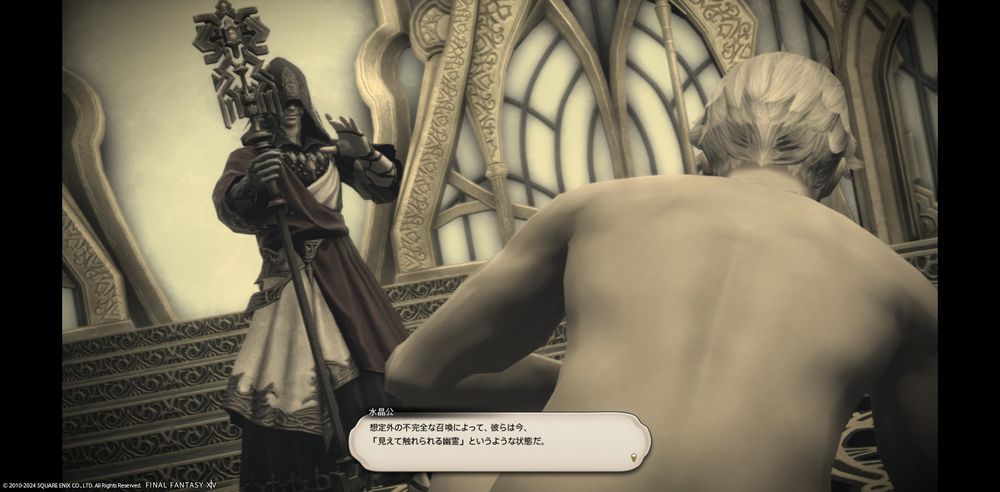 水晶公
想定外の不完全な召喚によって、彼らは今、
「見えて触れられる幽霊」というような状態だ。
© 2010-2024 SQUARE ENIX CO., LTD. All Rights Reserved. FINAL FANTASY XIV